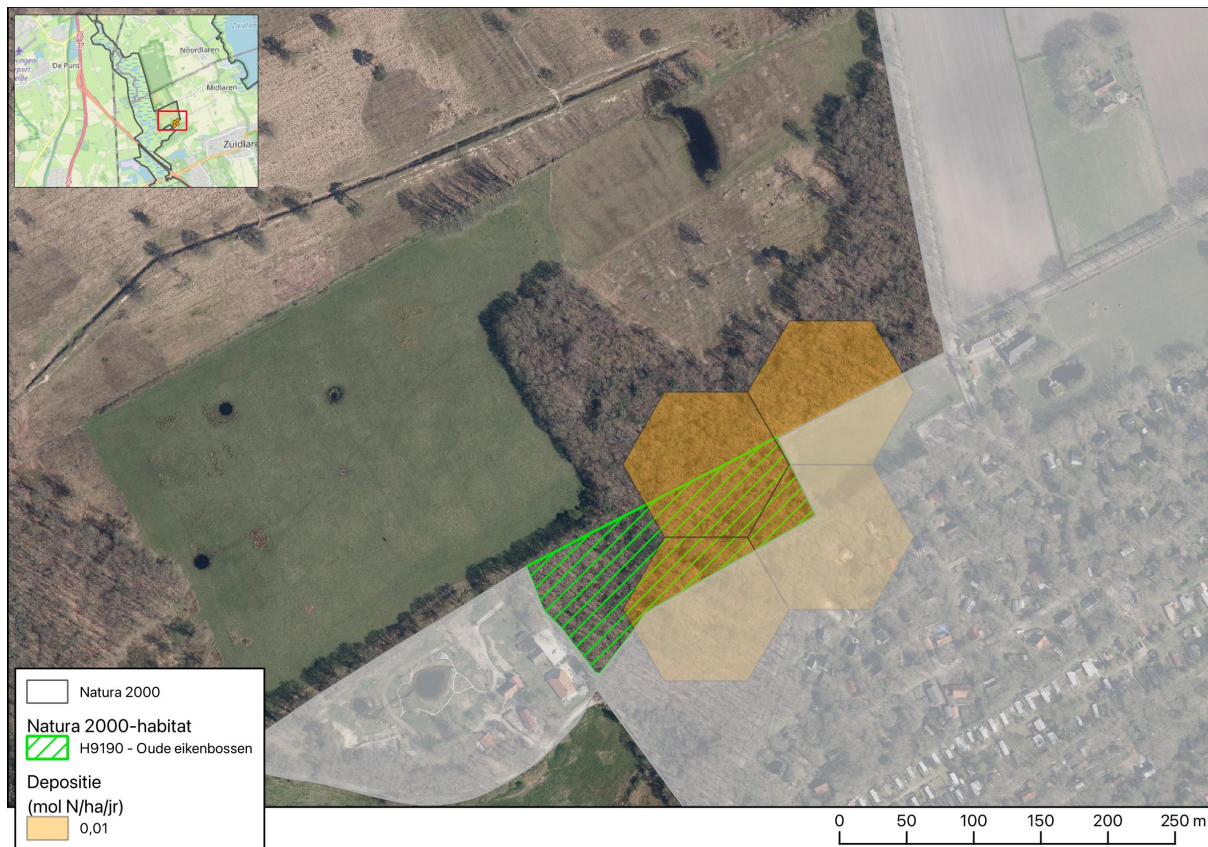 Noordlaren
De Punt
Midlaren
Natura 2000
Natura 2000-habitat
H9190 - Oude eikenbossen
Depositie
(mol N/ha/jr)
0,01
0 50 100 150 200 250 m